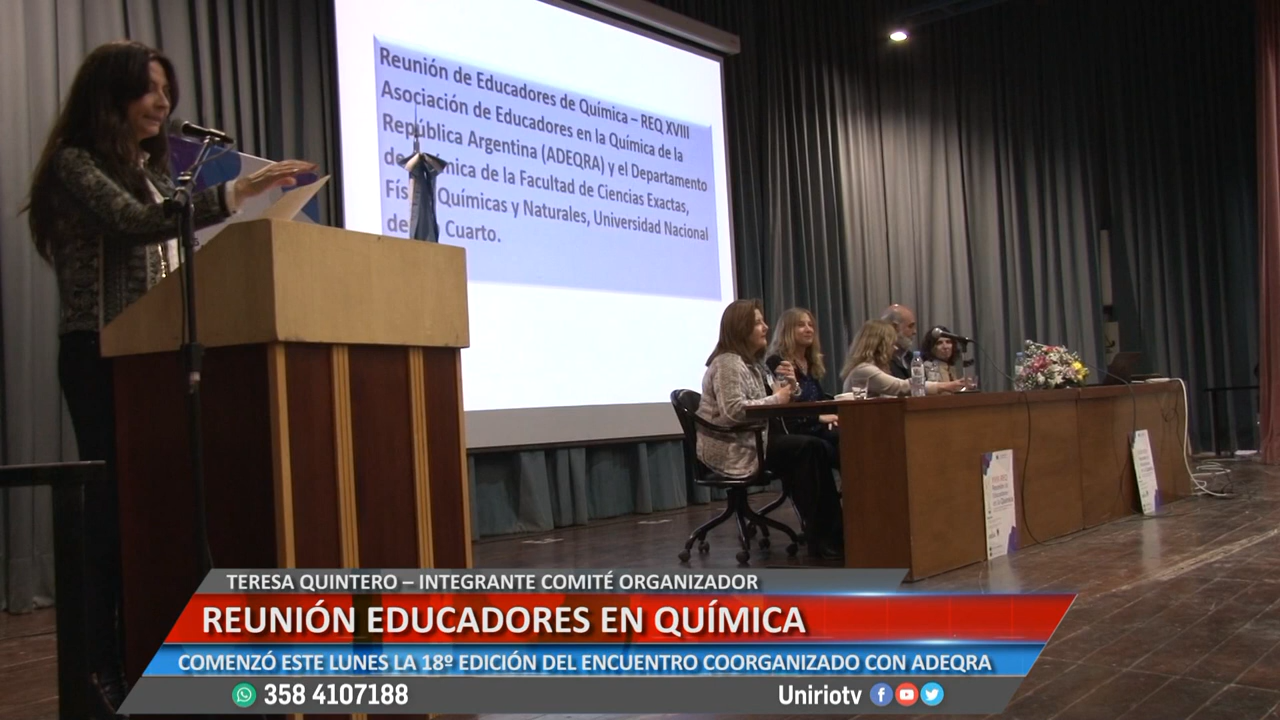 Reunión de Educadores de Química – REQ XVIII
Asociación de Educadores en la Química de la
República Argentina (ADEQRA) y el Departamento
de mica de la Facultad de Ciencias Exactas,
Fís Químicas y Naturales, Universidad Nacional
de Cuarto.
TERESA QUINTERO – INTEGRANTE COMITÉ ORGANIZADOR
REUNIÓN EDUCADORES EN QUÍMICA
COMENZÓ ESTE LUNES LA 18º EDICIÓN DEL ENCUENTRO COORGANIZADO CON ADEQRA
358 4107188
Uniriotv